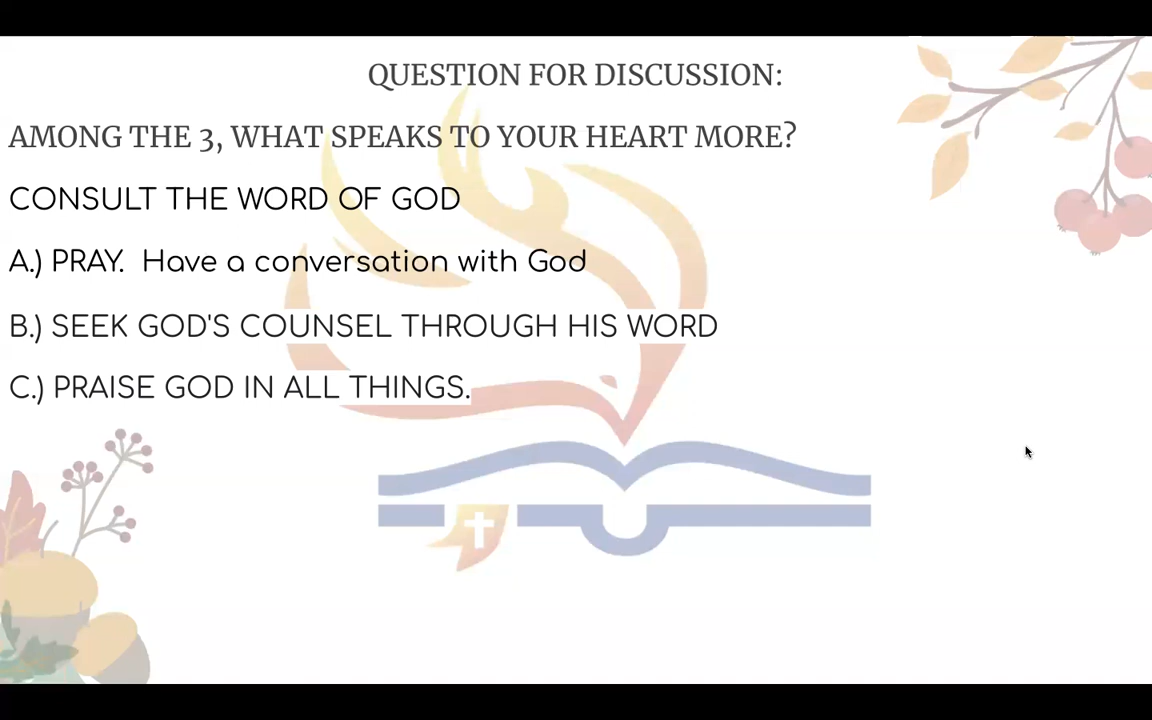 QUESTION FOR DISCUSSION:
AMONG THE 3, WHAT SPEAKS TO YOUR HEART MORE?
CONSULT THE WORD OF GOD
A.) PRAY.  Have a conversation with God
B.) SEEK GOD'S COUNSEL THROUGH HIS WORD
C.) PRAISE GOD IN ALL THINGS.